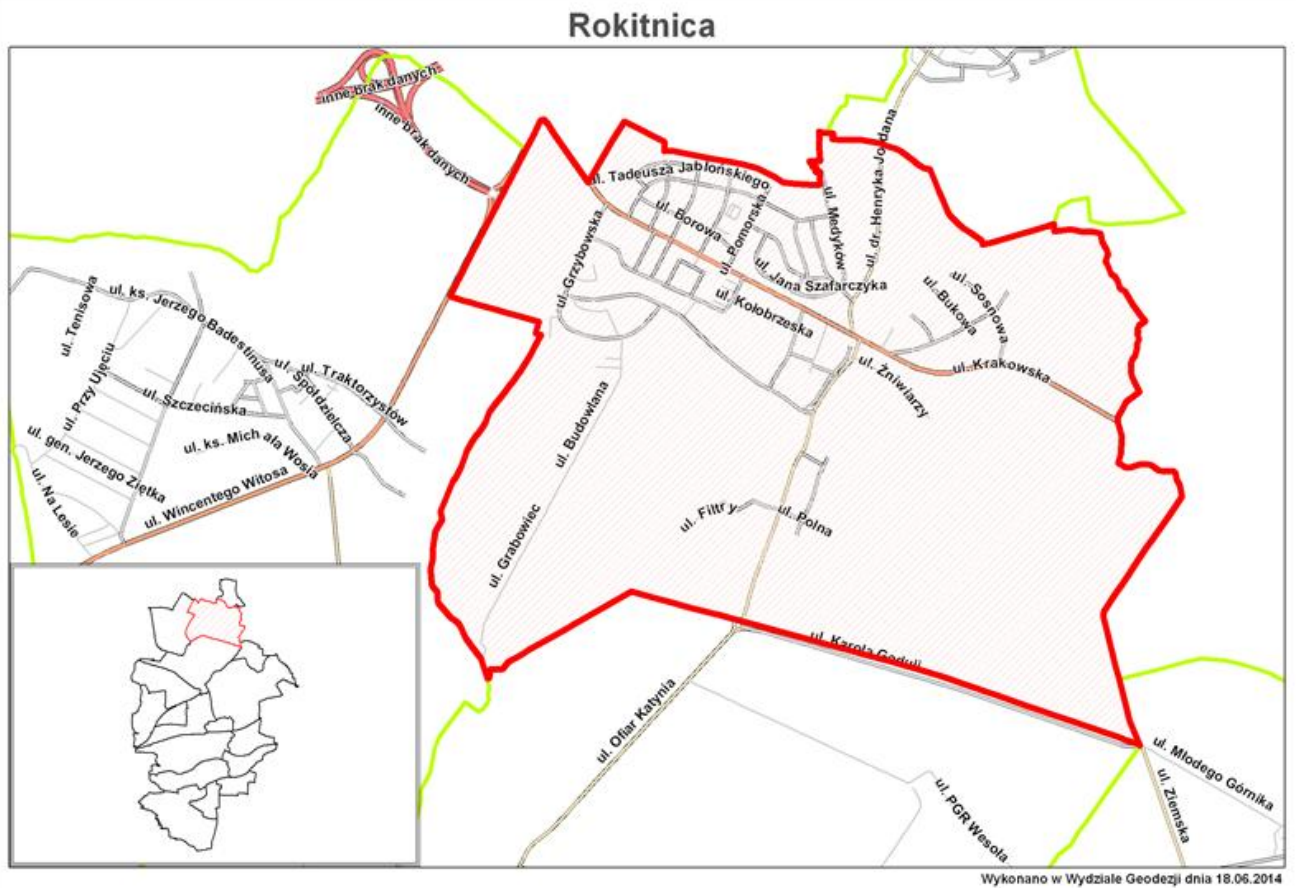 Rokitnica
inne brak danych
inne brak danych
ul. dr. Henryka Jordana
ul. Tadeusza Jabłońskiego
ul. Borowa
ul. Pomorska
ul. Medyków
ul. Grzybowska
ul. Jana Szafarczyka
ul. Kołobrzeska
ul. Sosnowa
ul. Bukowa
ul. Krakowska
ul. Żniwiarzy
ul. Tenisowa
ul. ks. Jerzego Badestinusa
ul. Przy Ujęciu
ul. Spółdzielcza
ul. Traktorzystów
ul. Szczecińska
ul. ks. Michała Wosia
ul. gen. Jerzego Ziętka
ul. Na Lesie
ul. Wincentego Witosa
ul. Budowlana
ul. Grabowiec
ul. Filtry
ul. Polna
ul. Karola Goduli
ul. Ofiar Katynia
ul. PGR Wesoła
ul. Młodego Górnika
ul. Ziemska
Wykonano w Wydziale Geodezji dnia 18.06.2014